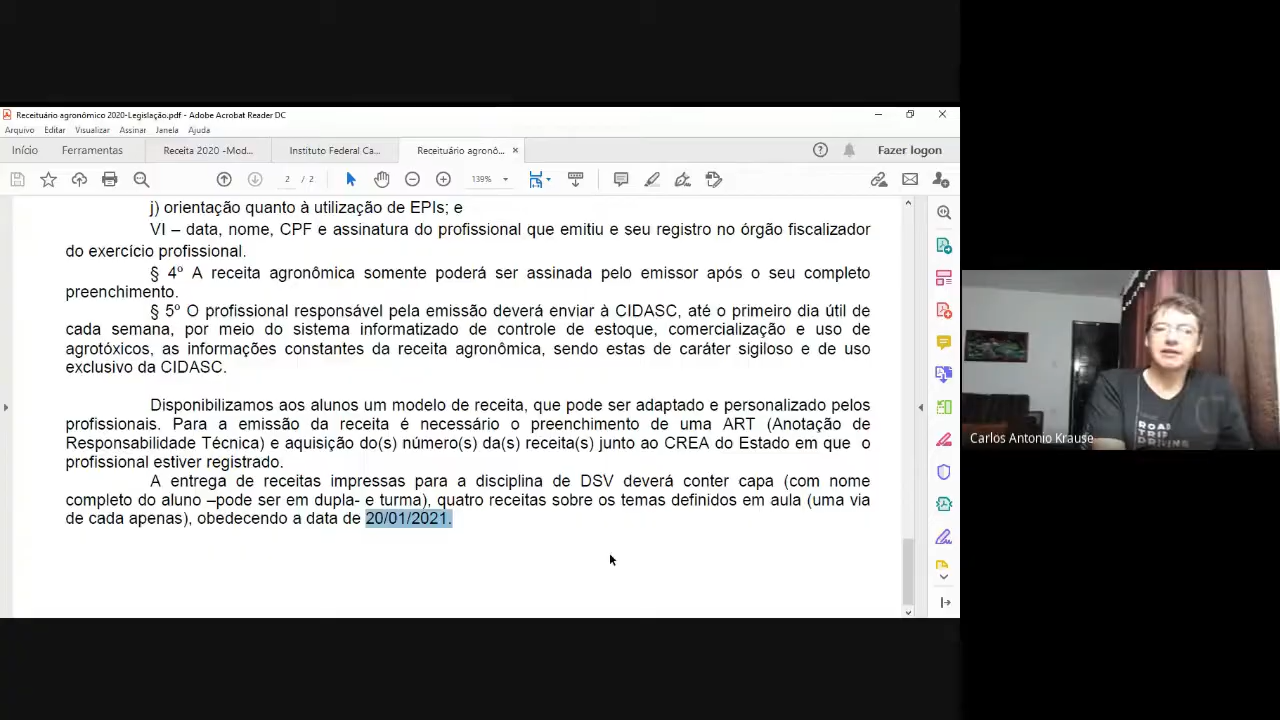 Receituário agronômico 2020-Legislação.pdf - Adobe Acrobat Reader DC
Arquivo Editar Visualizar Assinar Janela Ajuda
Início Ferramentas Receita 2020 -Mod... Instituto Federal Ca... Receituário agronô... × Fazer logon
2 / 2 139%
j) orientação quanto à utilização de EPIs; e
VI – data, nome, CPF e assinatura do profissional que emitiu e seu registro no órgão fiscalizador
do exercício profissional.
§ 4º A receita agronômica somente poderá ser assinada pelo emissor após o seu completo
preenchimento.
§ 5º O profissional responsável pela emissão deverá enviar à CIDASC, até o primeiro dia útil de
cada semana, por meio do sistema informatizado de controle de estoque, comercialização e uso de
agrotóxicos, as informações constantes da receita agronômica, sendo estas de caráter sigiloso e de uso
exclusivo da CIDASC.
Disponibilizamos aos alunos um modelo de receita, que pode ser adaptado e personalizado pelos
profissionais. Para a emissão da receita é necessário o preenchimento de uma ART (Anotação de
Responsabilidade Técnica) e aquisição do(s) número(s) da(s) receita(s) junto ao CREA do Estado em que o
profissional estiver registrado.
A entrega de receitas impressas para a disciplina de DSV deverá conter capa (com nome
completo do aluno –pode ser em dupla- e turma), quatro receitas sobre os temas definidos em aula (uma via
de cada apenas), obedecendo a data de 20/01/2021.
ROAD
TRIP
DRIVING
Carlos Antonio Krause